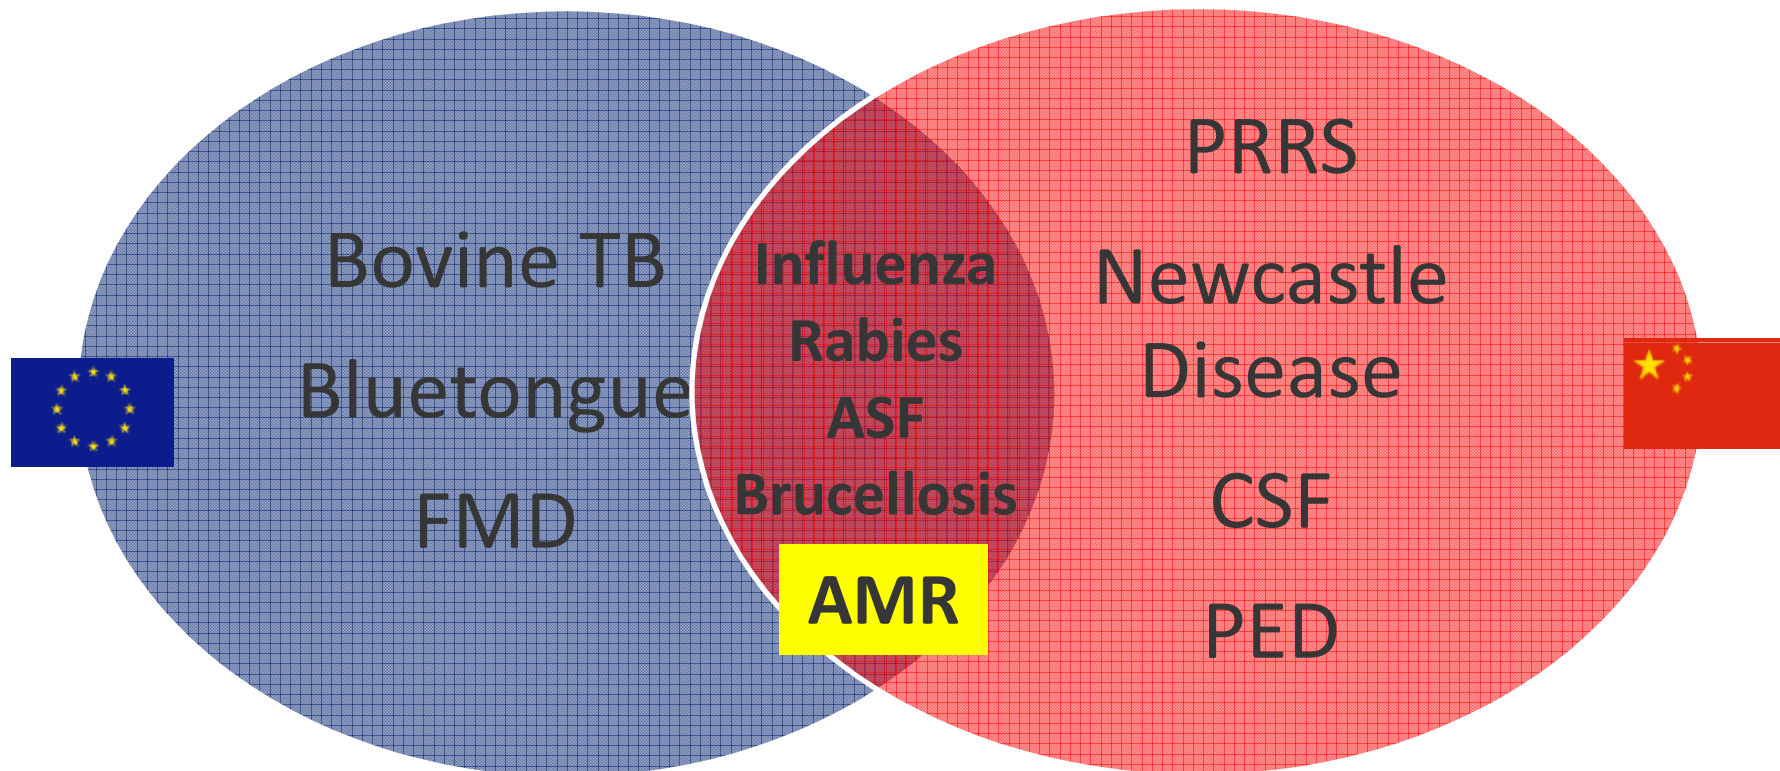 Bovine TB
Bluetongue
FMD
Influenza
Rabies
ASF
Brucellosis
AMR
PRRS
Newcastle
Disease
CSF
PED